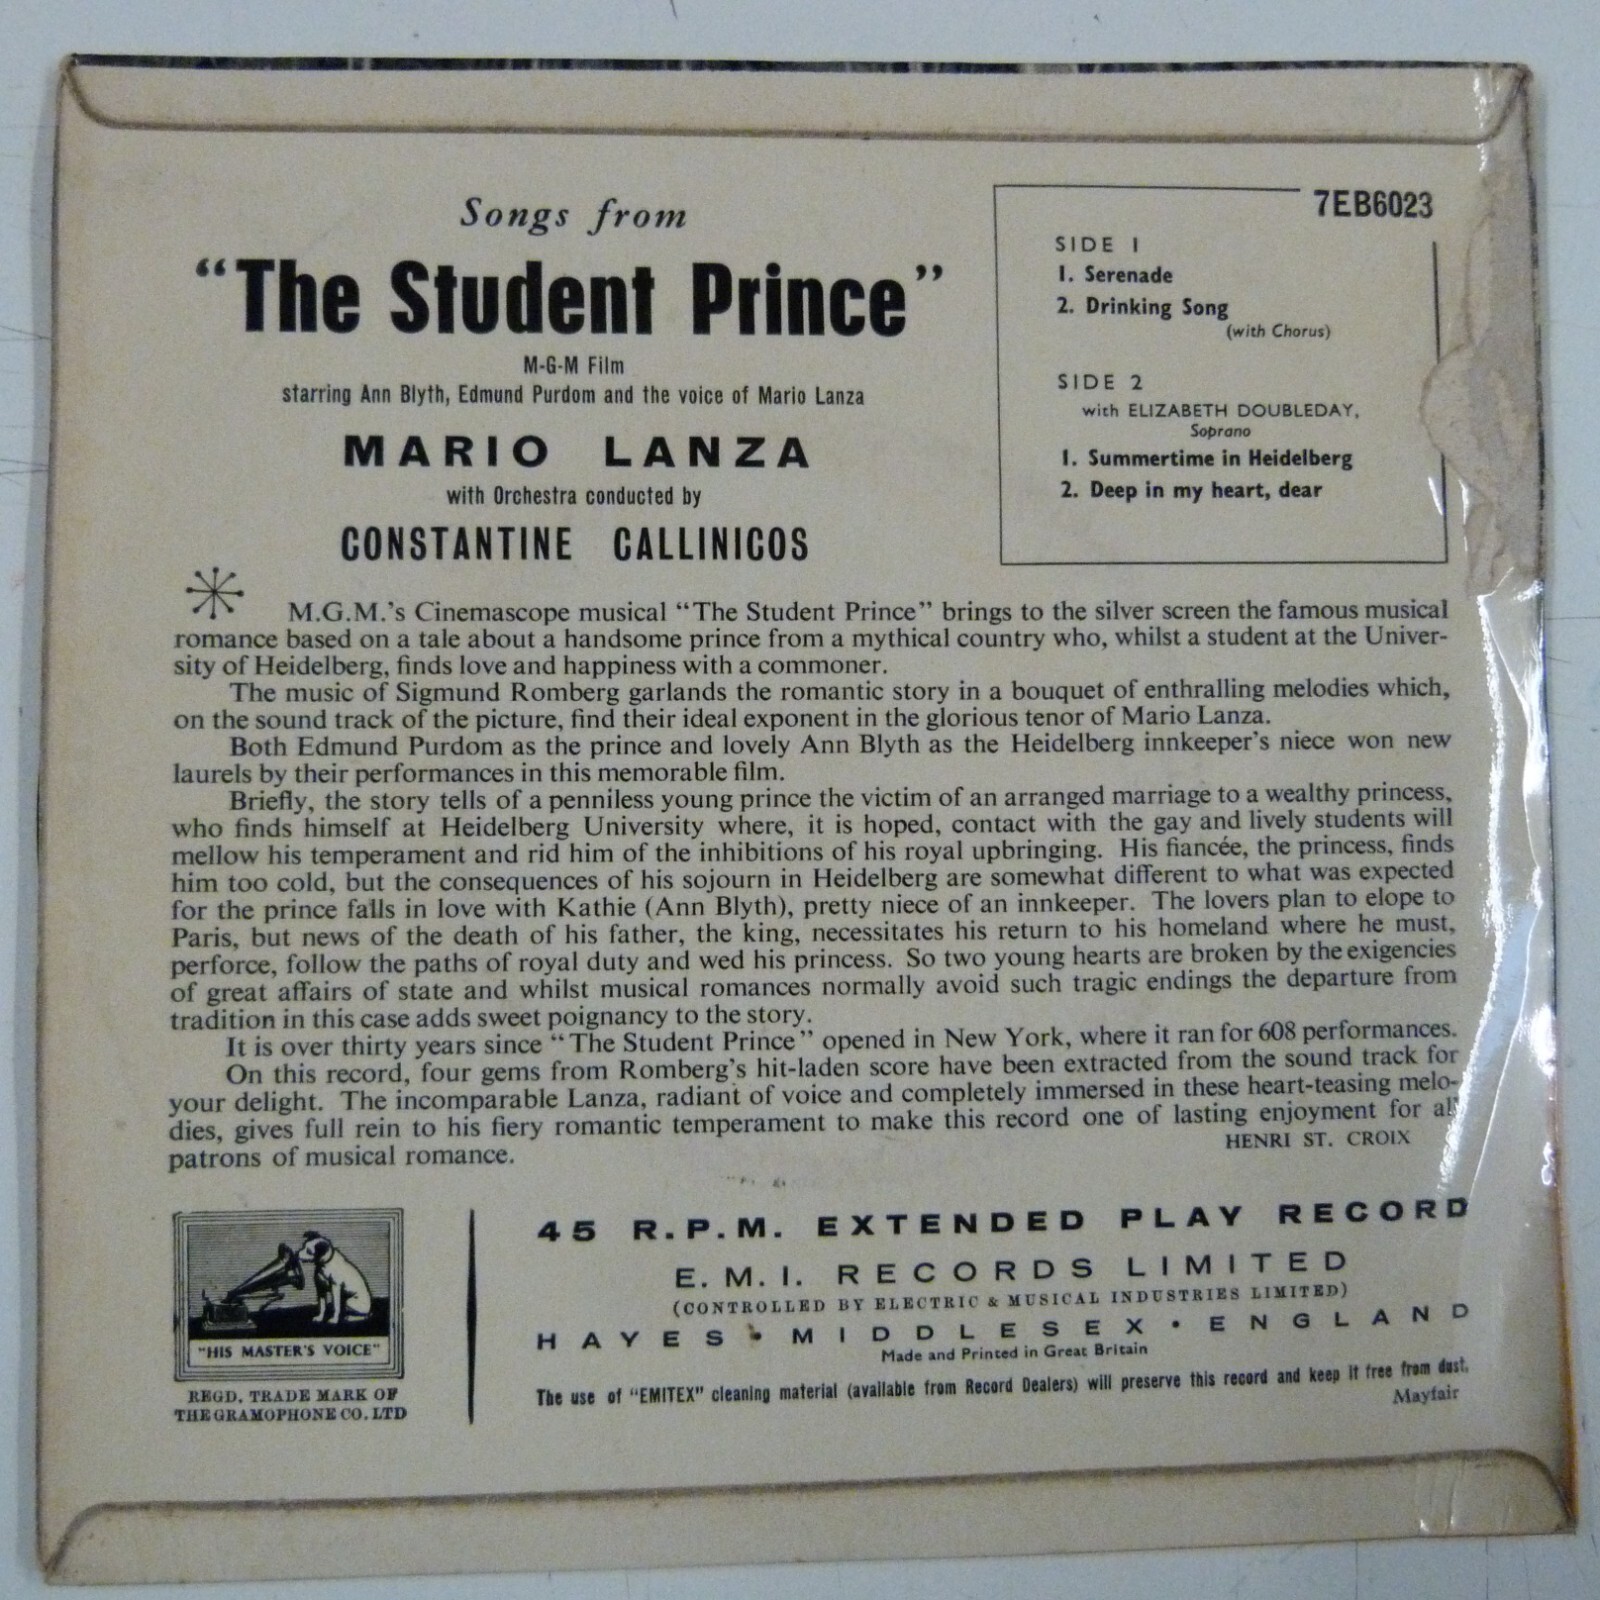 Songs from
“The Student Prince”
M-G-M Film
starring Ann Blyth, Edmund Purdom and the voice of Mario Lanza
MARIO LANZA
with Orchestra conducted by
CONSTANTINE CALLINICOS
7EB6023
SIDE 1
1. Serenade
2. Drinking Song
(with Chorus)
SIDE 2
with ELIZABETH DOUBLEDAY,
Soprano
1. Summertime in Heidelberg
2. Deep in my heart, dear
M.G.M.’s Cinemascope musical “The Student Prince” brings to the silver screen the famous musical
romance based on a tale about a handsome prince from a mythical country who, whilst a student at the Univer-
sity of Heidelberg, finds love and happiness with a commoner.
The music of Sigmund Romberg garlands the romantic story in a bouquet of enthralling melodies which,
on the sound track of the picture, find their ideal exponent in the glorious tenor of Mario Lanza.
Both Edmund Purdom as the prince and lovely Ann Blyth as the Heidelberg innkeeper’s niece won new
laurels by their performances in this memorable film.
Briefly, the story tells of a penniless young prince the victim of an arranged marriage to a wealthy princess,
who finds himself at Heidelberg University where, it is hoped, contact with the gay and lively students will
mellow his temperament and rid him of the inhibitions of his royal upbringing. His fiancée, the princess, finds
him too cold, but the consequences of his sojourn in Heidelberg are somewhat different to what was expected
for the prince falls in love with Kathie (Ann Blyth), pretty niece of an innkeeper. The lovers plan to elope to
Paris, but news of the death of his father, the king, necessitates his return to his homeland where he must,
perforce, follow the paths of royal duty and wed his princess. So two young hearts are broken by the exigencies
of great affairs of state and whilst musical romances normally avoid such tragic endings the departure from
tradition in this case adds sweet poignancy to the story.
It is over thirty years since “The Student Prince” opened in New York, where it ran for 608 performances.
On this record, four gems from Romberg’s hit-laden score have been extracted from the sound track for
your delight. The incomparable Lanza, radiant of voice and completely immersed in these heart-teasing melo-
dies, gives full rein to his fiery romantic temperament to make this record one of lasting enjoyment for all
patrons of musical romance.
HENRI ST. CROIX
“HIS MASTER’S VOICE”
REGD. TRADE MARK OF
THE GRAMOPHONE CO. LTD
45 R.P.M. EXTENDED PLAY RECORD
E.M.I. RECORDS LIMITED
(CONTROLLED BY ELECTRIC & MUSICAL INDUSTRIES LIMITED)
HAYES • MIDDLESEX • ENGLAND
Made and Printed in Great Britain
The use of “EMITEX” cleaning material (available from Record Dealers) will preserve this record and keep it free from dust.
Mayfair